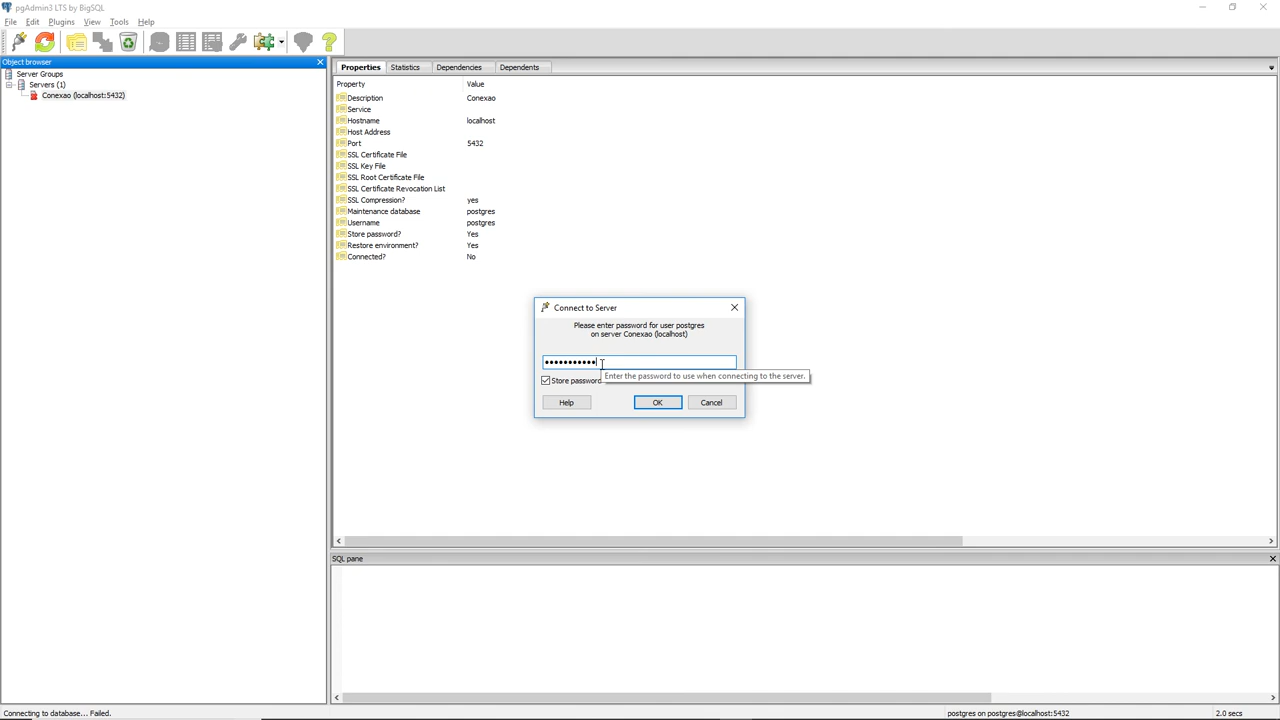 pgAdmin3 LTS by BigSQL
File Edit Plugins View Tools Help
Object browser
Server Groups
Servers (1)
Conexao (localhost:5432)
Properties Statistics Dependencies Dependents
Property Value
Description Conexao
Service
Hostname localhost
Host Address
Port 5432
SSL Certificate File
SSL Key File
SSL Root Certificate File
SSL Certificate Revocation List
SSL Compression? yes
Maintenance database postgres
Username postgres
Store password? Yes
Restore environment? Yes
Connected? No
Connect to Server
Please enter password for user postgres
on server Conexao (localhost)
•••••••••••
Enter the password to use when connecting to the server.
Store password
Help OK Cancel
SQL pane
Connecting to database... Failed. postgres on postgres@localhost:5432 2.0 secs